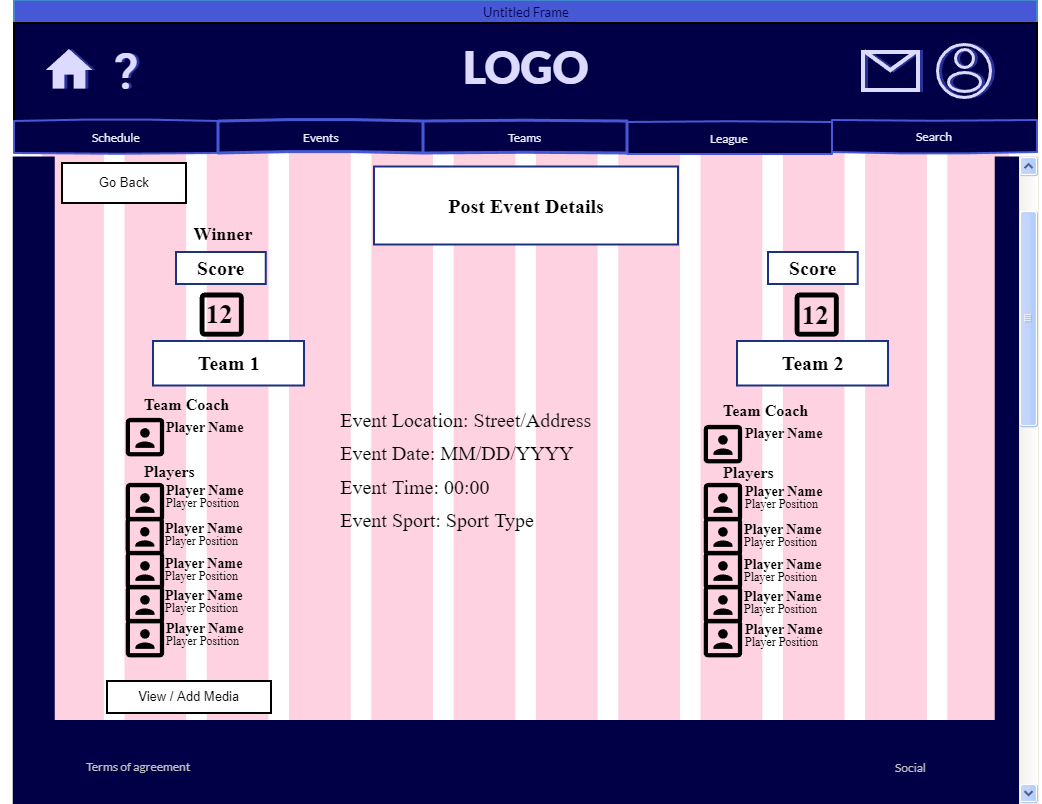 Untitled Frame
?
LOGO
Schedule
Events
Teams
League
Search
Go Back
Post Event Details
Winner
Score
12
Team 1
Team Coach
Player Name
Players
Player Name
Player Position
Player Name
Player Position
Player Name
Player Position
Player Name
Player Position
Player Name
Player Position
View / Add Media
Event Location: Street/Address
Event Date: MM/DD/YYYY
Event Time: 00:00
Event Sport: Sport Type
Score
12
Team 2
Team Coach
Player Name
Players
Player Name
Player Position
Player Name
Player Position
Player Name
Player Position
Player Name
Player Position
Player Name
Player Position
Terms of agreement
Social